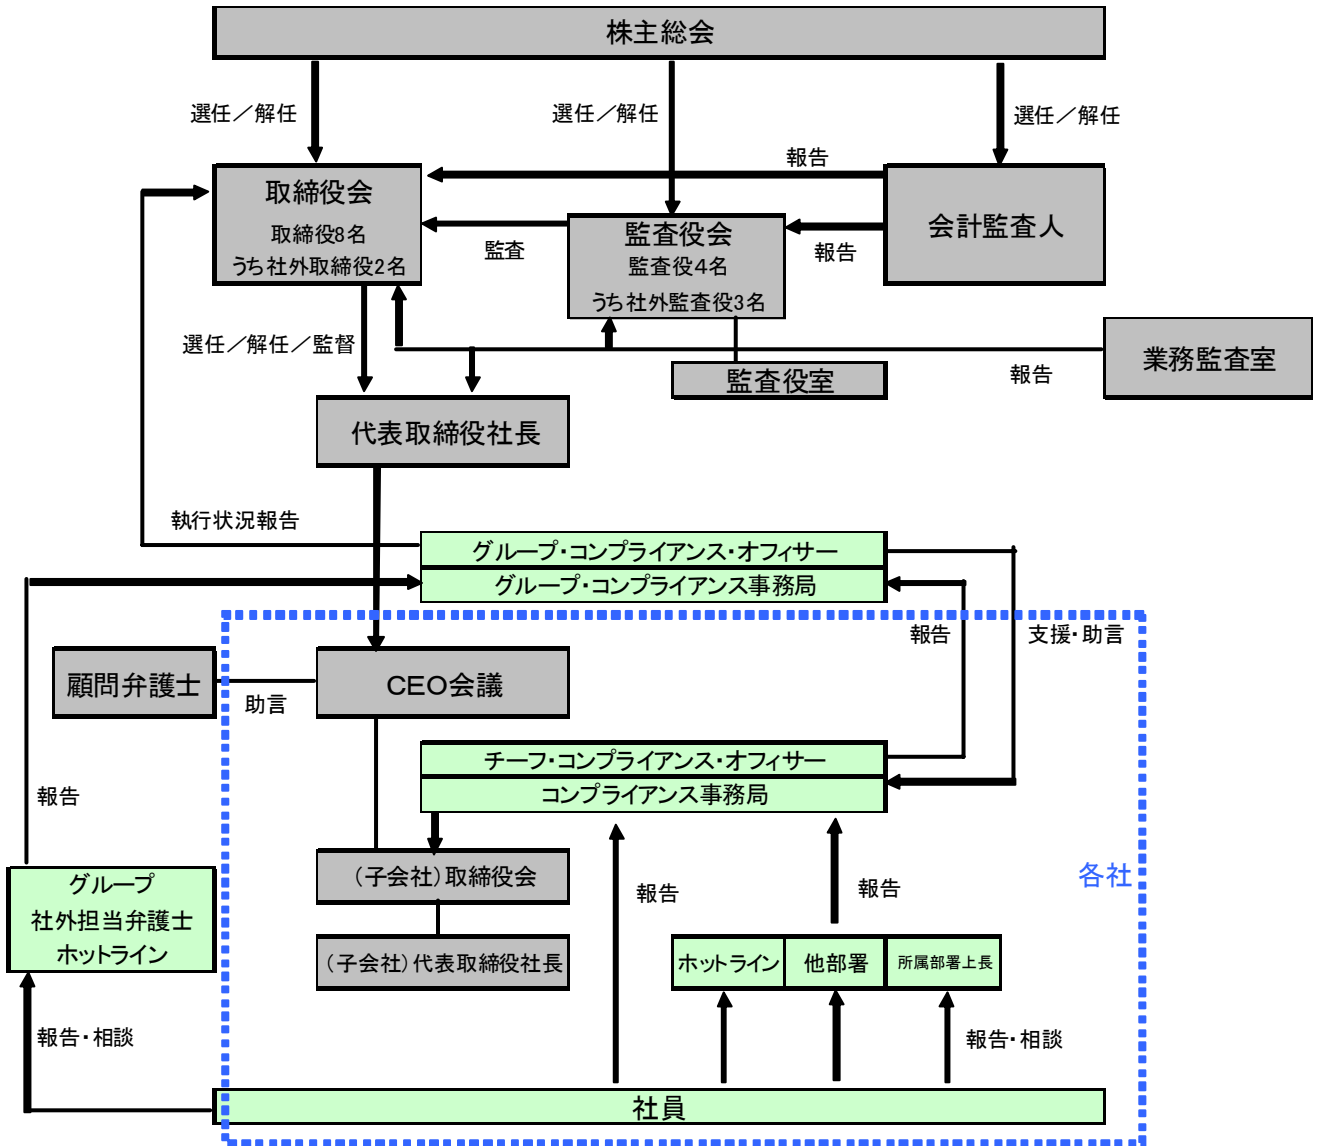 株主総会
選任／解任
選任／解任
選任／解任
報告
取締役会
取締役8名
うち社外取締役2名
監査
監査役会
監査役4名
うち社外監査役3名
報告
会計監査人
選任／解任／監督
監査役室
報告
業務監査室
代表取締役社長
執行状況報告
グループ・コンプライアンス・オフィサー
グループ・コンプライアンス事務局
報告
支援・助言
顧問弁護士
助言
CEO会議
チーフ・コンプライアンス・オフィサー
コンプライアンス事務局
報告
（子会社）取締役会
各社
グループ
社外担当弁護士
ホットライン
報告
報告
（子会社）代表取締役社長
ホットライン
他部署
所属部署上長
報告・相談
報告・相談
社員